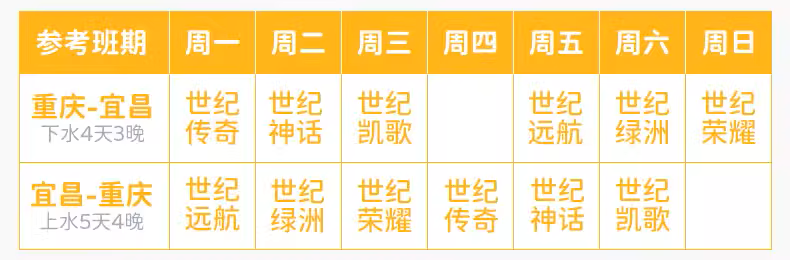 参考班期 周一 周二 周三 周四 周五 周六 周日
重庆-宜昌
下水4天3晚
世纪
传奇
世纪
神话
世纪
凯歌
世纪
远航
世纪
绿洲
世纪
荣耀
宜昌-重庆
上水5天4晚
世纪
远航
世纪
绿洲
世纪
荣耀
世纪
传奇
世纪
神话
世纪
凯歌